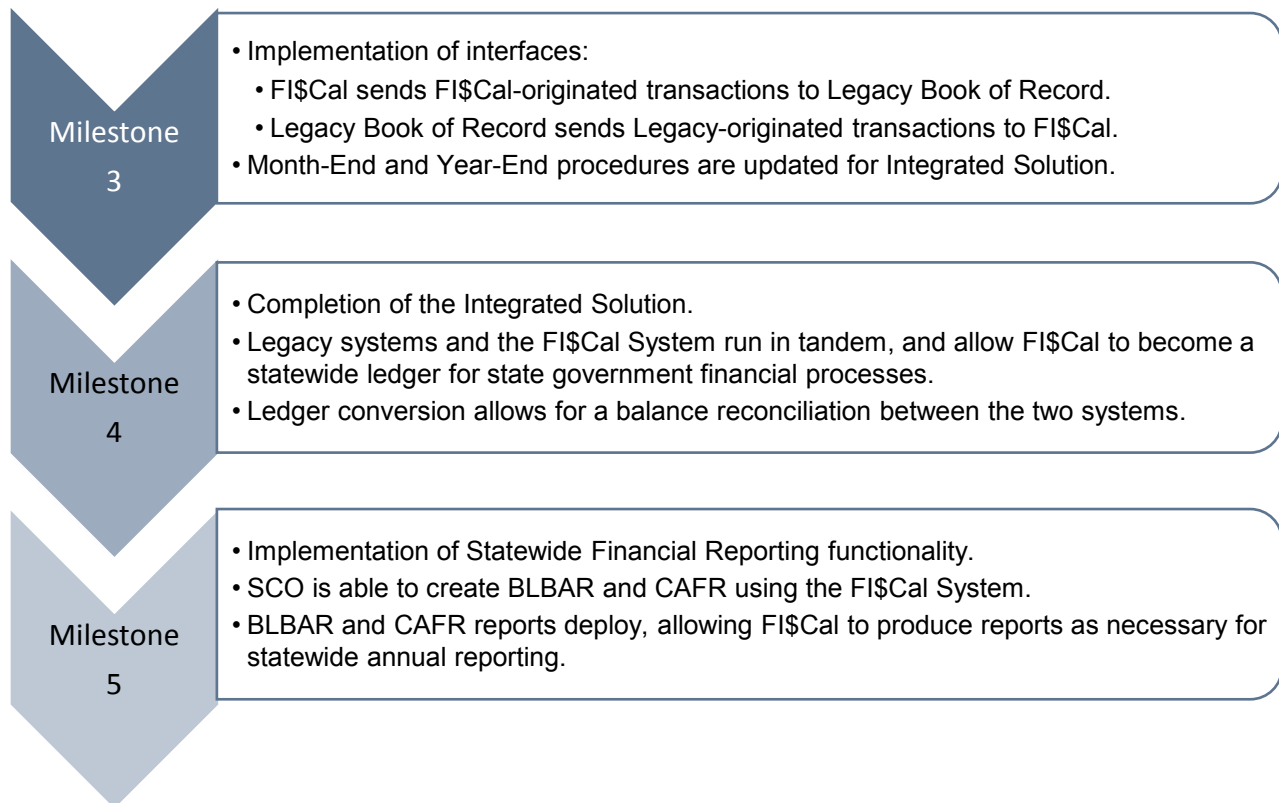 Milestone
3
• Implementation of interfaces:
• FI$Cal sends FI$Cal-originated transactions to Legacy Book of Record.
• Legacy Book of Record sends Legacy-originated transactions to FI$Cal.
• Month-End and Year-End procedures are updated for Integrated Solution.
Milestone
4
• Completion of the Integrated Solution.
• Legacy systems and the FI$Cal System run in tandem, and allow FI$Cal to become a
statewide ledger for state government financial processes.
• Ledger conversion allows for a balance reconciliation between the two systems.
Milestone
5
• Implementation of Statewide Financial Reporting functionality.
• SCO is able to create BLBAR and CAFR using the FI$Cal System.
• BLBAR and CAFR reports deploy, allowing FI$Cal to produce reports as necessary for
statewide annual reporting.